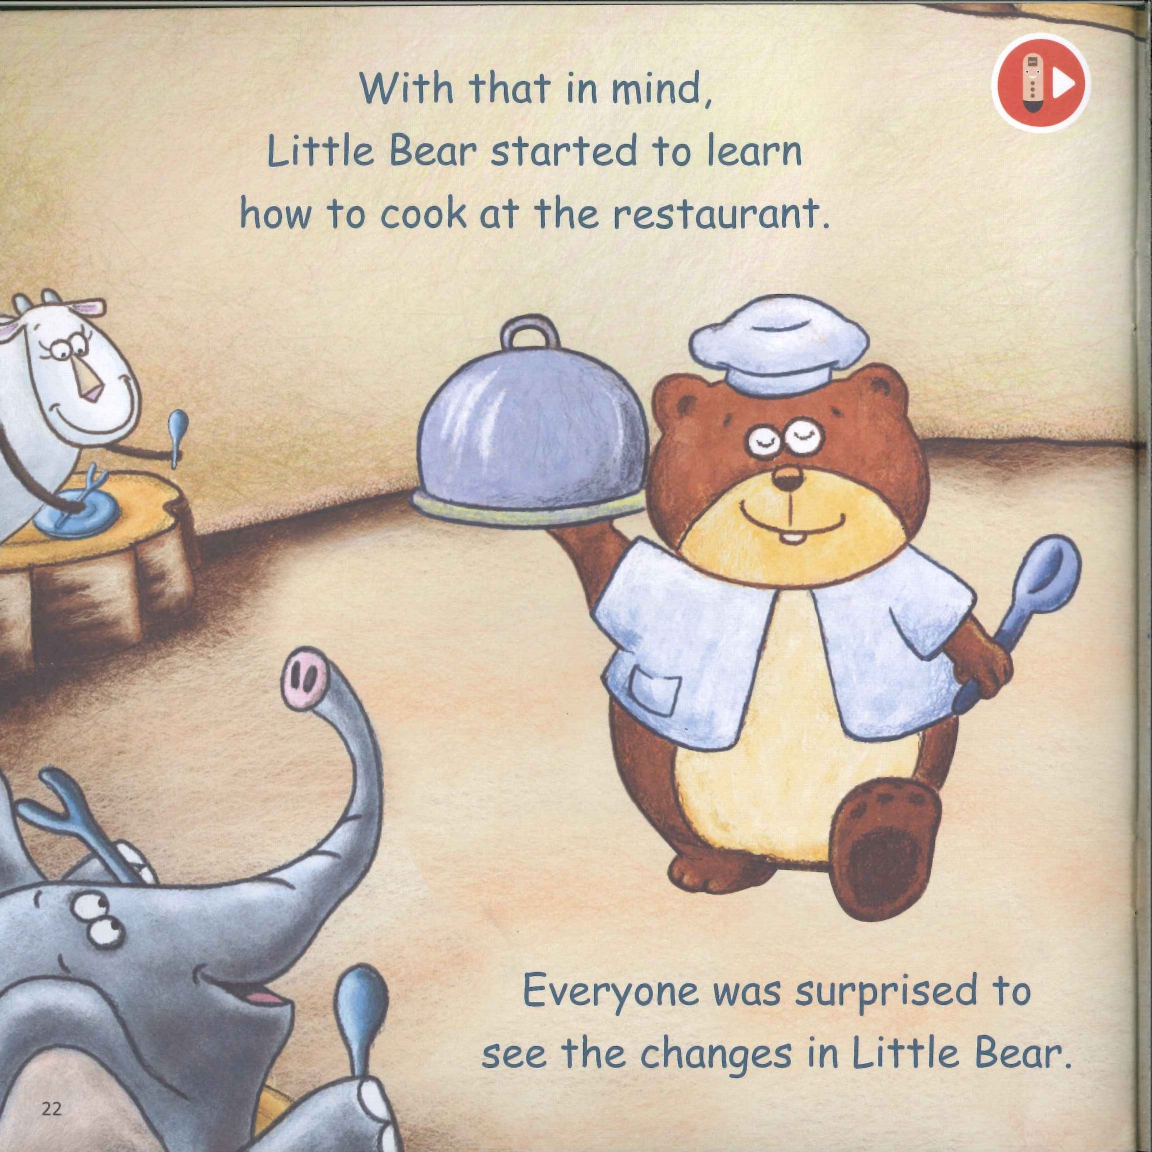 With that in mind,
Little Bear started to learn
how to cook at the restaurant.
Everyone was surprised to
see the changes in Little Bear.
22